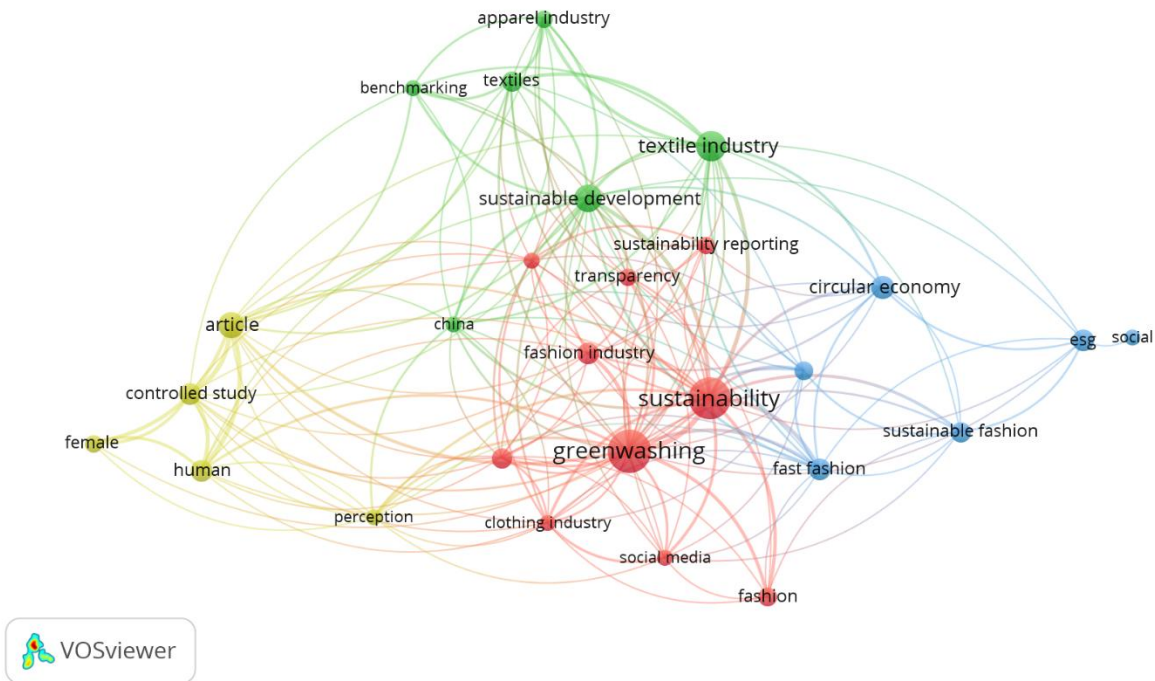 apparel industry
textiles
benchmarking
textile industry
sustainable development
sustainability reporting
transparency
circular economy
article
china
esg
social
fashion industry
controlled study
sustainability
female
greenwashing
sustainable fashion
human
fast fashion
perception
clothing industry
social media
fashion
VOSviewer